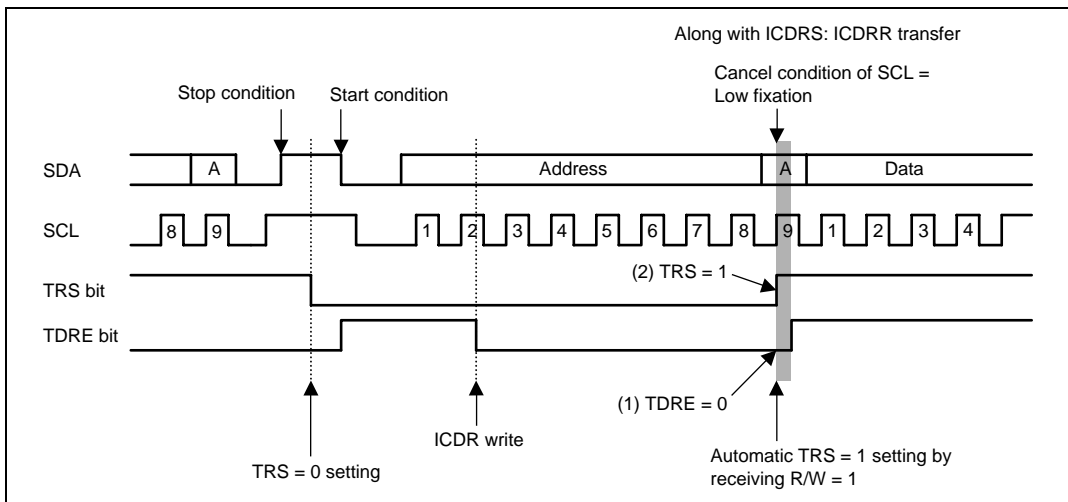 Along with ICDRS: ICDRR transfer
Cancel condition of SCL =
Low fixation
Stop condition
Start condition
SDA
A
Address
A
Data
SCL
8 9 1 2 3 4 5 6 7 8 9 1 2 3 4
(2) TRS = 1
TRS bit
TDRE bit
(1) TDRE = 0
ICDR write
TRS = 0 setting
Automatic TRS = 1 setting by
receiving R/W = 1